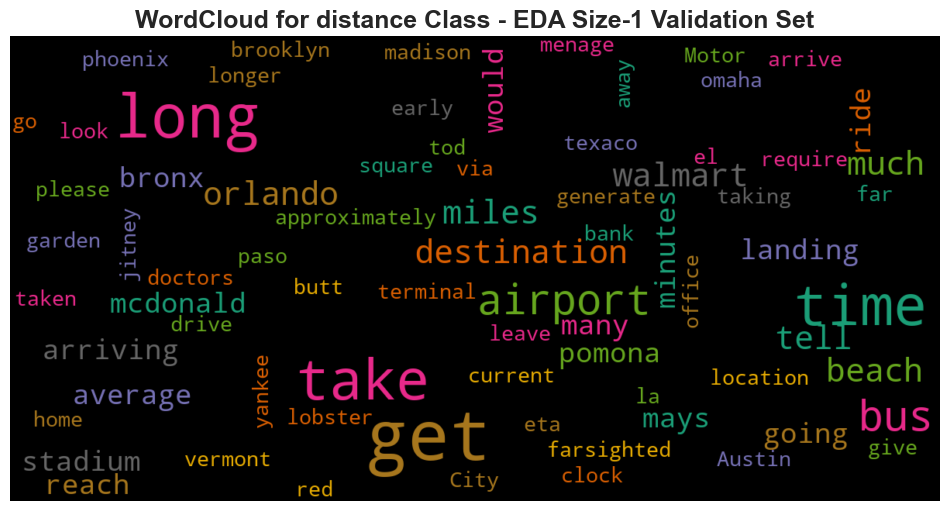 WordCloud for distance Class - EDA Size-1 Validation Set
phoenix
brooklyn
madison
menage
Motor
arrive
longer
would
away
omaha
go
look
long
early
ride
tod
texaco
el
require
much
please
bronx
orlando
square
via
walmart
generate
taking
far
approximately
miles
minutes
garden
jitney
paso
bank
destination
landing
doctors
office
taken
mcdonald
butt
terminal
airport
time
drive
leave
many
tell
arriving
pomona
average
yankee
take
current
location
beach
home
lobster
get
eta
la
mays
bus
going
stadium
vermont
farsighted
Austin
give
reach
red
City
clock